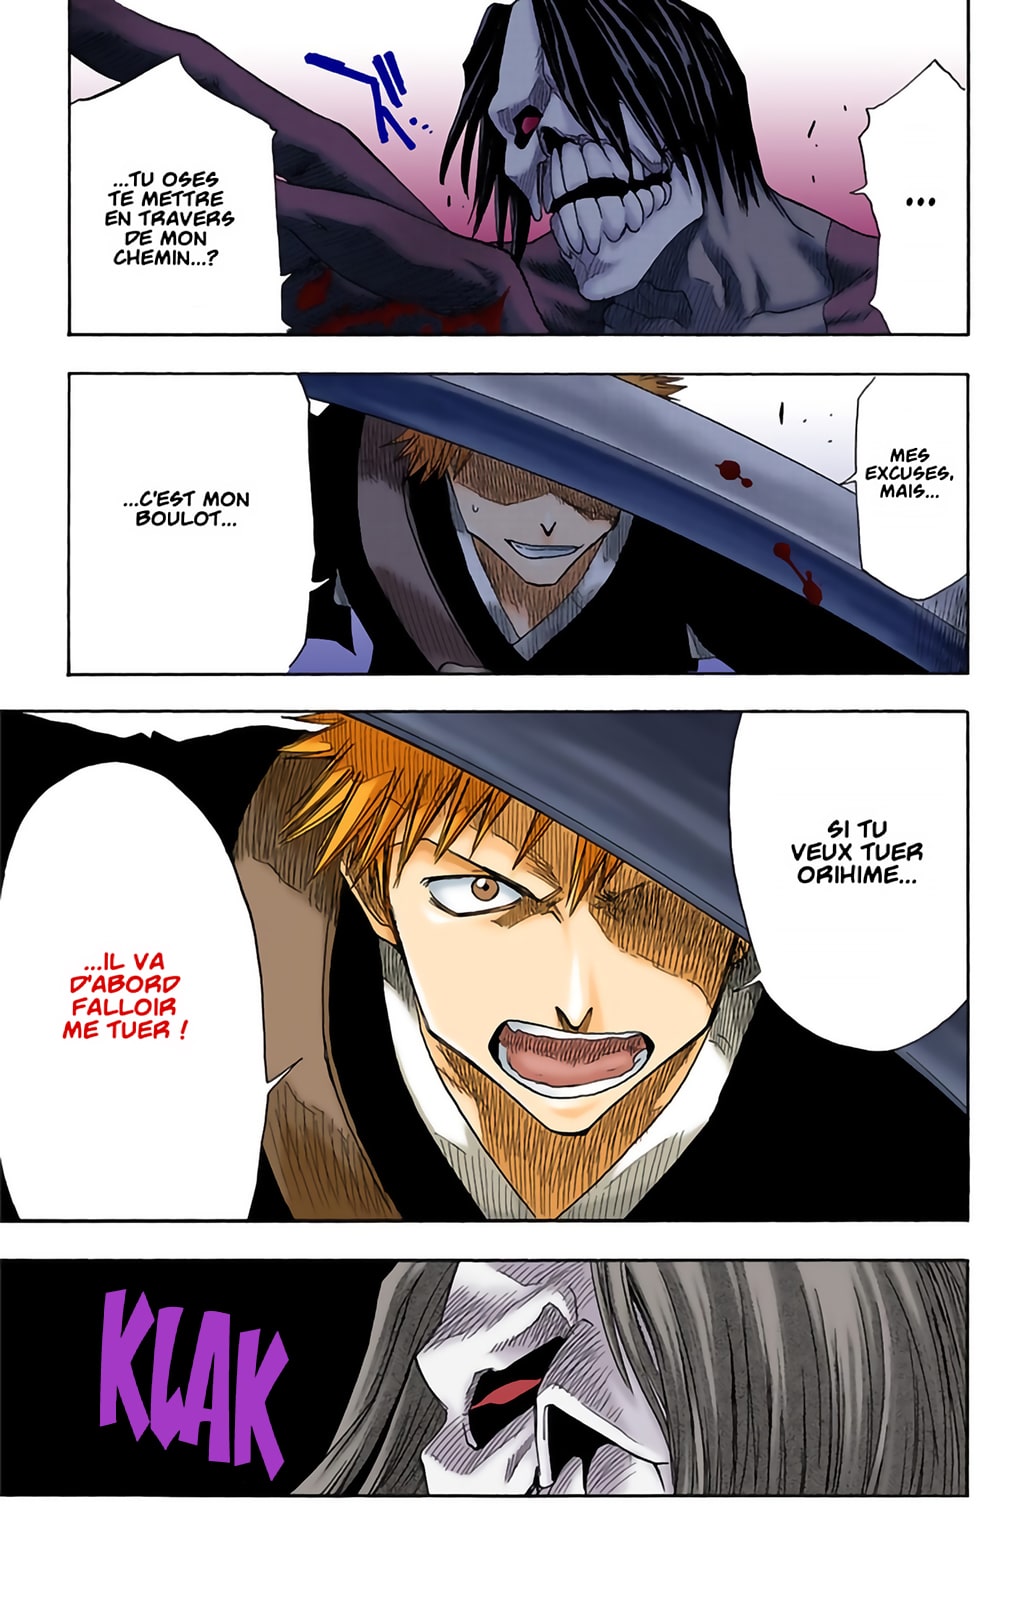 ...
...TU OSES
TE METTRE
EN TRAVERS
DE MON
CHEMIN...?
MES
EXCUSES,
MAIS...
...C'EST MON
BOULOT...
SI TU
VEUX TUER
ORIHIME...
...IL VA
D'ABORD
FALLOIR
ME TUER !
KLAK